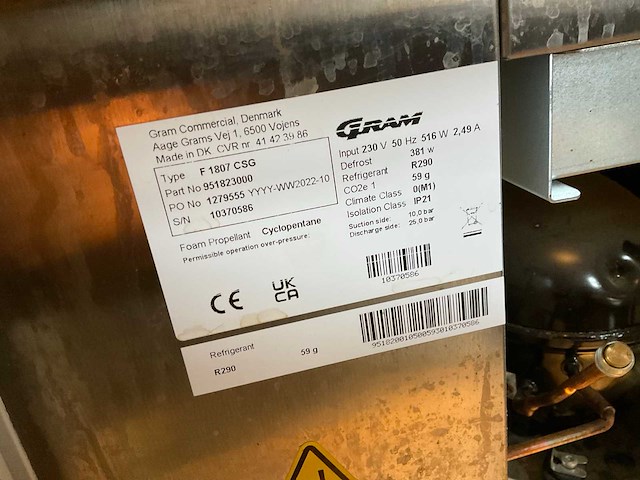 Gram Commercial, Denmark
Aage Grams Vej 1, 6500 Vojens
Made in DK CVR nr. 41 42 39 86
Type F 1807 CSG
Part No 951823000
PO No 1279555 YYYY-WW2022-10
S/N 10370586
Foam Propellant Cyclopentane
Permissible operation over-pressure:
CE
UK
CA
GRAM
Input 230 V 50 Hz 516 W 2,49 A
Defrost 381 w
Refrigerant R290
CO2e 1 59 g
Climate Class 0(M1)
Isolation Class IP21
Suction side: 10,0 bar
Discharge side: 25,0 bar
10370586
Refrigerant 59 g
R290
951820010500593010370586